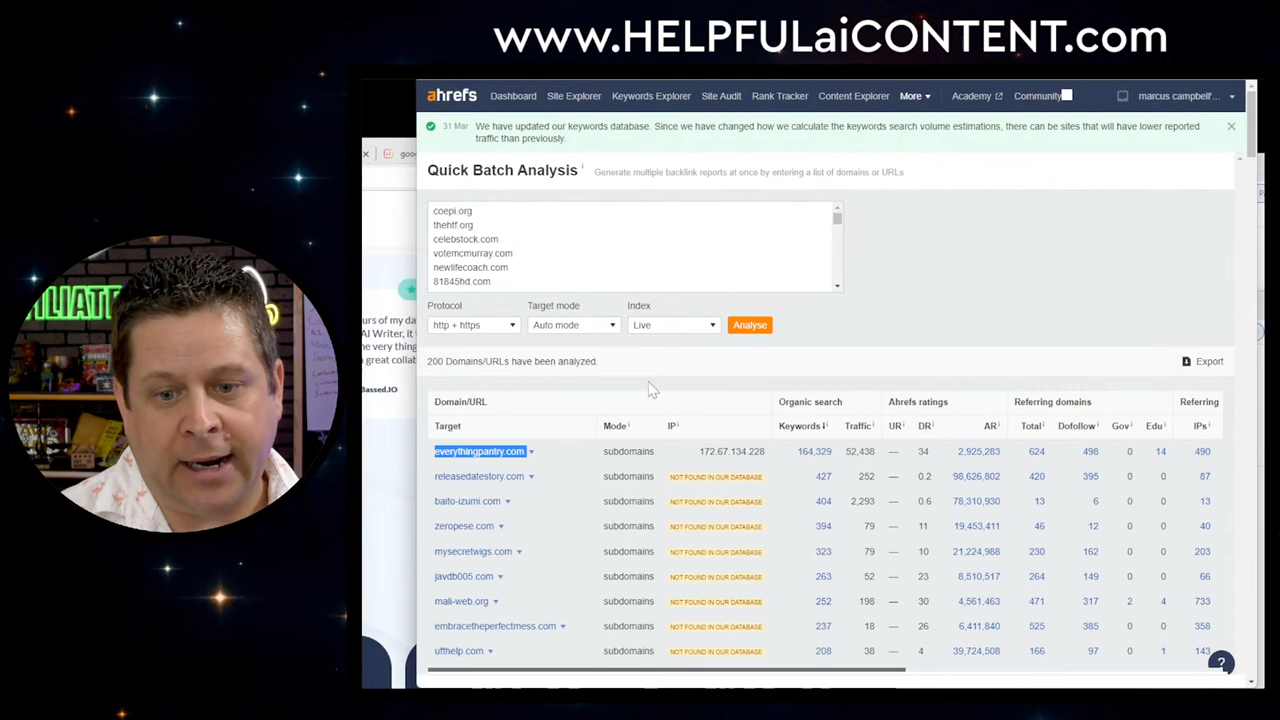 www.HELPFULaiCONTENT.com
ahrefs Dashboard Site Explorer Keywords Explorer Site Audit Rank Tracker Content Explorer More Academy Community marcus campbell'...
31 Mar We have updated our keywords database. Since we have changed how we calculate the keywords search volume estimations, there can be sites that will have lower reported
traffic than previously.
Quick Batch Analysis Generate multiple backlink reports at once by entering a list of domains or URLs
coepi.org
thehtf.org
celebstock.com
votemcmurray.com
newlifecoach.com
81845hd.com
Protocol Target mode Index
http + https Auto mode Live Analyse
200 Domains/URLs have been analyzed. Export
Domain/URL Organic search Ahrefs ratings Referring domains Referring
Target Mode IP Keywords Traffic UR DR AR Total Dofollow Gov Edu IPs
everythingpantry.com subdomains 172.67.134.228 164,329 52,438 — 34 2,925,283 624 498 0 14 490
releasedatestory.com subdomains NOT FOUND IN OUR DATABASE 427 252 — 0.2 98,626,802 420 395 0 0 87
baito-izumi.com subdomains NOT FOUND IN OUR DATABASE 404 2,293 — 0.6 78,310,930 13 6 0 0 13
zeropese.com subdomains NOT FOUND IN OUR DATABASE 394 79 — 11 19,453,411 46 12 0 0 40
mysecretwigs.com subdomains NOT FOUND IN OUR DATABASE 323 79 — 10 21,224,988 230 162 0 0 203
javdb005.com subdomains NOT FOUND IN OUR DATABASE 263 52 — 23 8,510,517 264 149 0 0 66
mali-web.org subdomains NOT FOUND IN OUR DATABASE 252 198 — 30 4,561,463 471 317 2 4 733
embracetheperfectmess.com subdomains NOT FOUND IN OUR DATABASE 237 18 — 26 6,411,840 525 385 0 0 358
ufthelp.com subdomains NOT FOUND IN OUR DATABASE 208 38 — 4 39,724,508 166 97 0 1 143
goog
urs of my da
AI Writer, it
e very thing
great collab
Bassed.IO